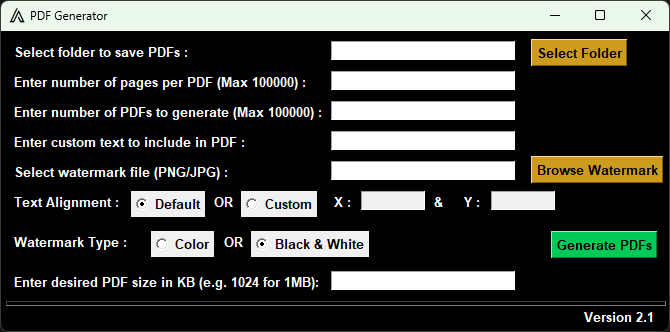 PDF Generator
Select folder to save PDFs : Select Folder
Enter number of pages per PDF (Max 100000) :
Enter number of PDFs to generate (Max 100000) :
Enter custom text to include in PDF :
Select watermark file (PNG/JPG) : Browse Watermark
Text Alignment : Default OR Custom X : & Y :
Watermark Type : Color OR Black & White Generate PDFs
Enter desired PDF size in KB (e.g. 1024 for 1MB):
Version 2.1